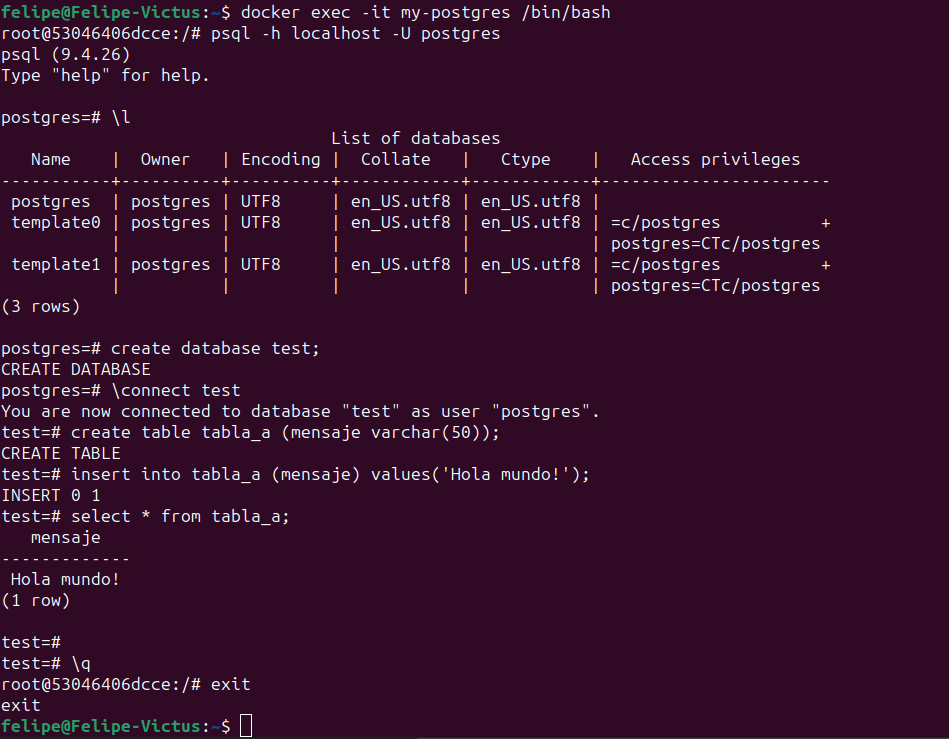 felipe@Felipe-Victus:~$ docker exec -it my-postgres /bin/bash
root@53046406dcce:/# psql -h localhost -U postgres
psql (9.4.26)
Type "help" for help.

postgres=# \l
                                 List of databases
   Name    |  Owner   | Encoding |  Collate   |   Ctype    |   Access privileges
-----------+----------+----------+------------+------------+-----------------------
 postgres  | postgres | UTF8     | en_US.utf8 | en_US.utf8 |
 template0 | postgres | UTF8     | en_US.utf8 | en_US.utf8 | =c/postgres          +
           |          |          |            |            | postgres=CTc/postgres
 template1 | postgres | UTF8     | en_US.utf8 | en_US.utf8 | =c/postgres          +
           |          |          |            |            | postgres=CTc/postgres
(3 rows)

postgres=# create database test;
CREATE DATABASE
postgres=# \connect test
You are now connected to database "test" as user "postgres".
test=# create table tabla_a (mensaje varchar(50));
CREATE TABLE
test=# insert into tabla_a (mensaje) values('Hola mundo!');
INSERT 0 1
test=# select * from tabla_a;
   mensaje
-------------
 Hola mundo!
(1 row)

test=#
test=# \q
root@53046406dcce:/# exit
exit
felipe@Felipe-Victus:~$